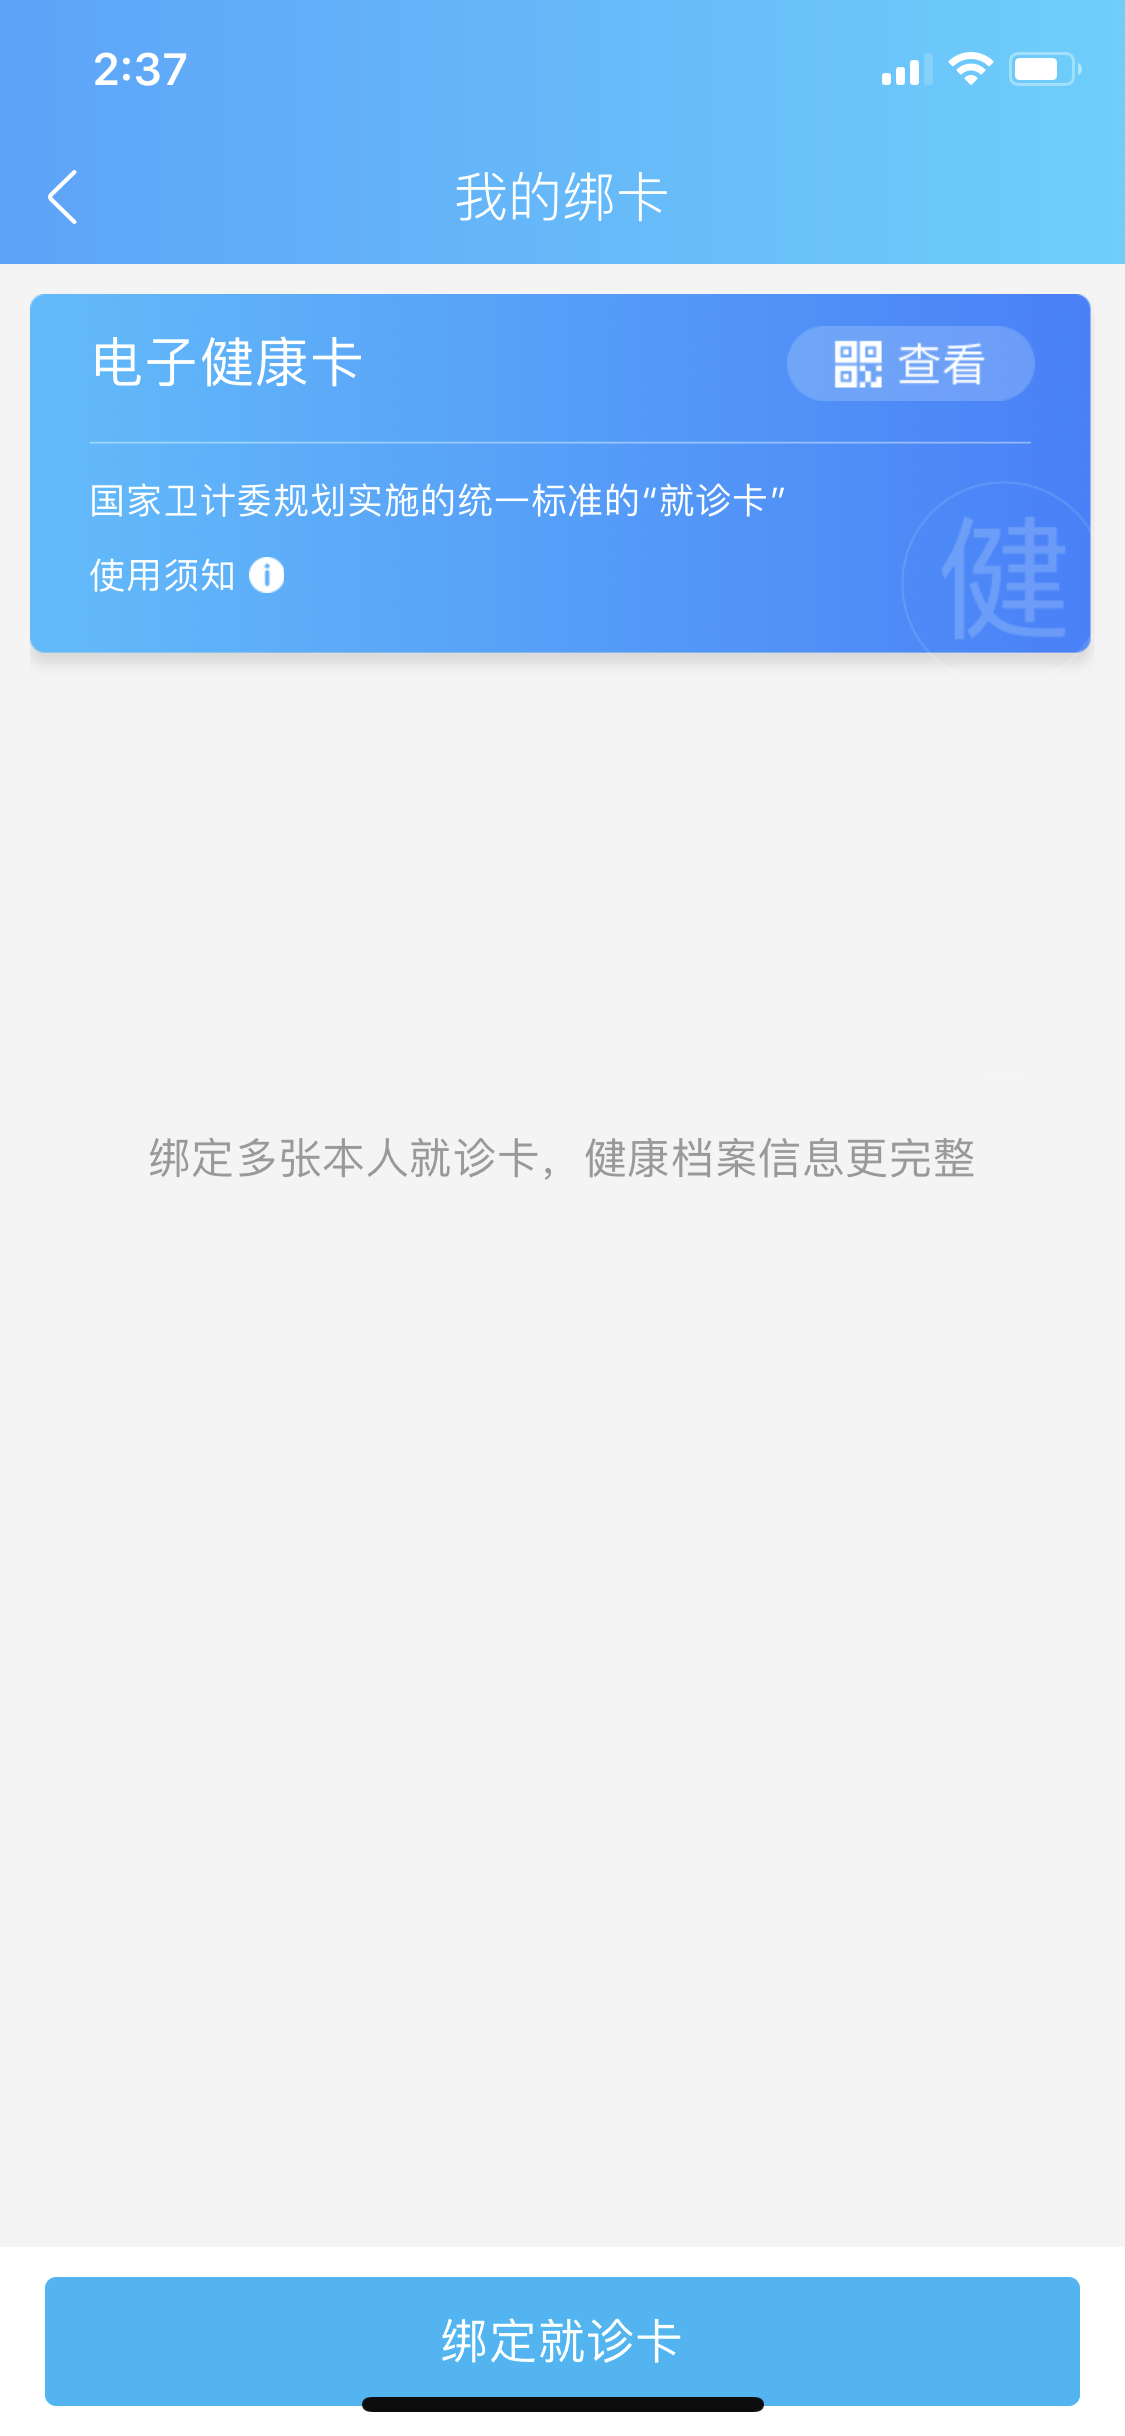 2:37
我的绑卡
电子健康卡
查看
国家卫计委规划实施的统一标准的“就诊卡”
使用须知
健
绑定多张本人就诊卡，健康档案信息更完整
绑定就诊卡